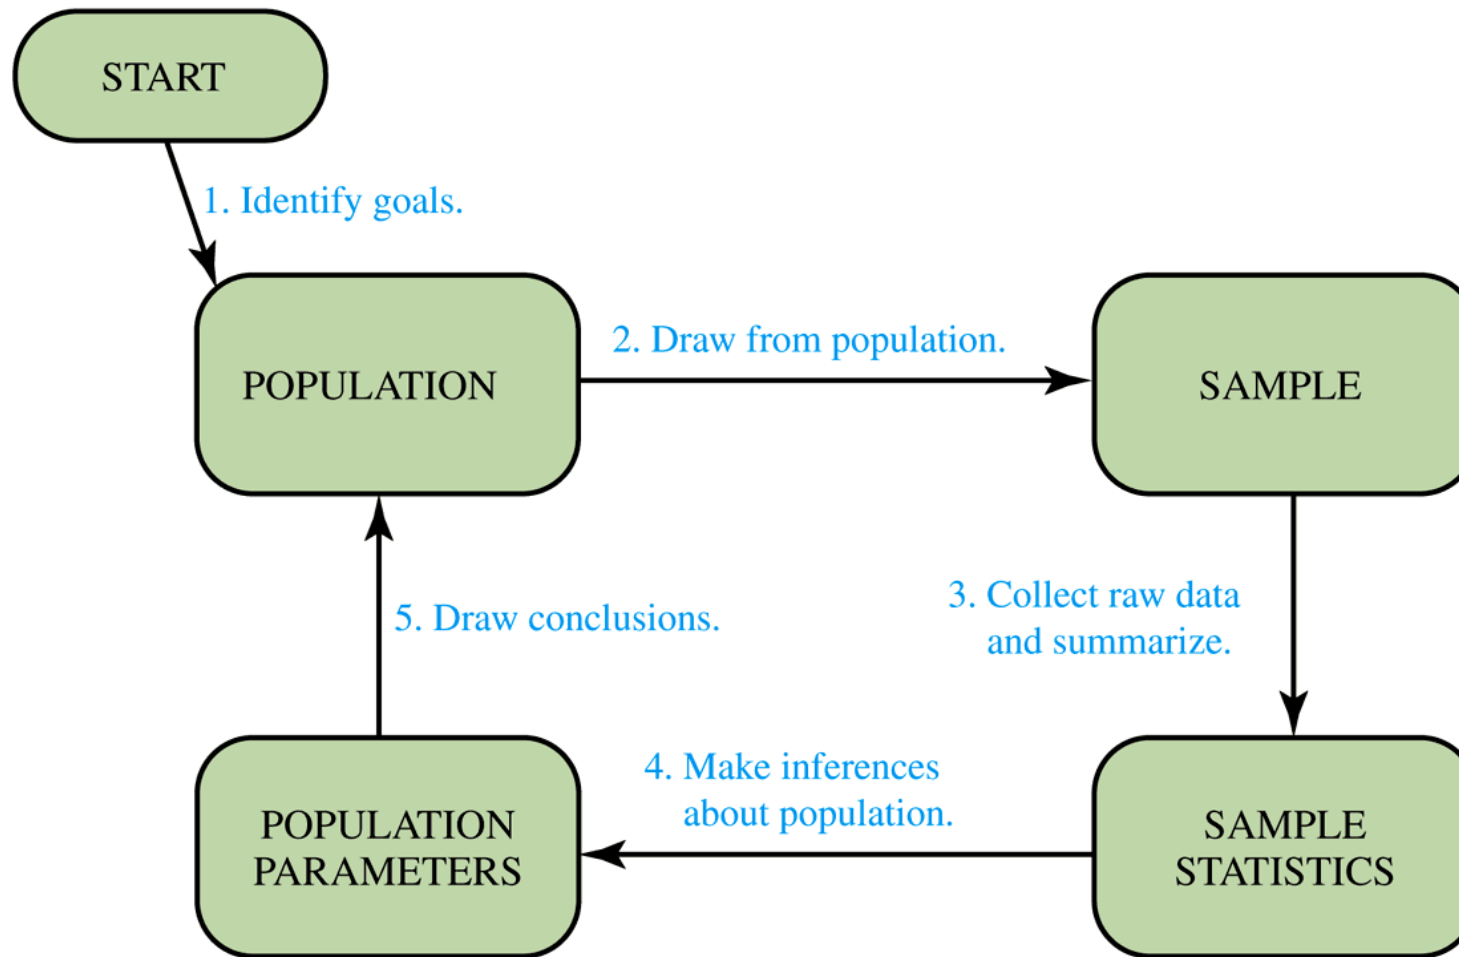 START
1. Identify goals.
2. Draw from population.
POPULATION
SAMPLE
3. Collect raw data
and summarize.
5. Draw conclusions.
4. Make inferences
about population.
POPULATION
PARAMETERS
SAMPLE
STATISTICS